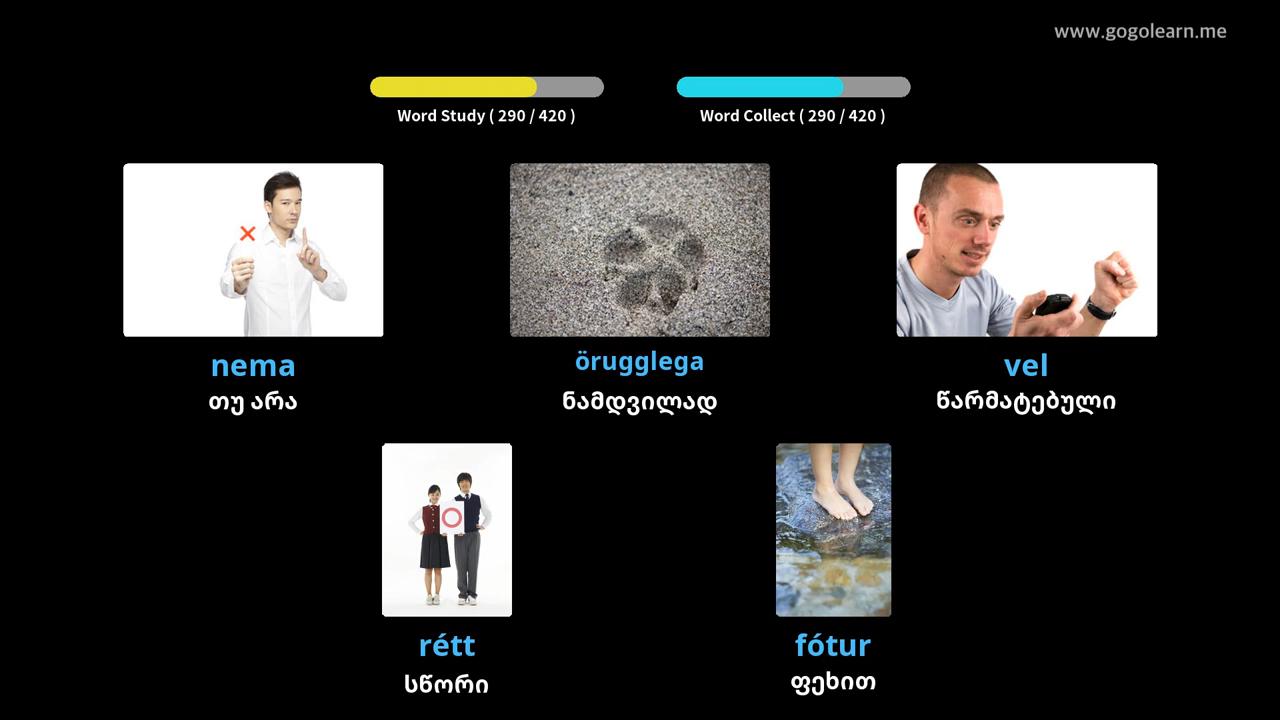 www.gogolearn.me
Word Study ( 290 / 420 )
Word Collect ( 290 / 420 )
nema
თუ არა
örugglega
ნამდვილად
vel
წარმატებული
rétt
სწორი
fótur
ფეხით